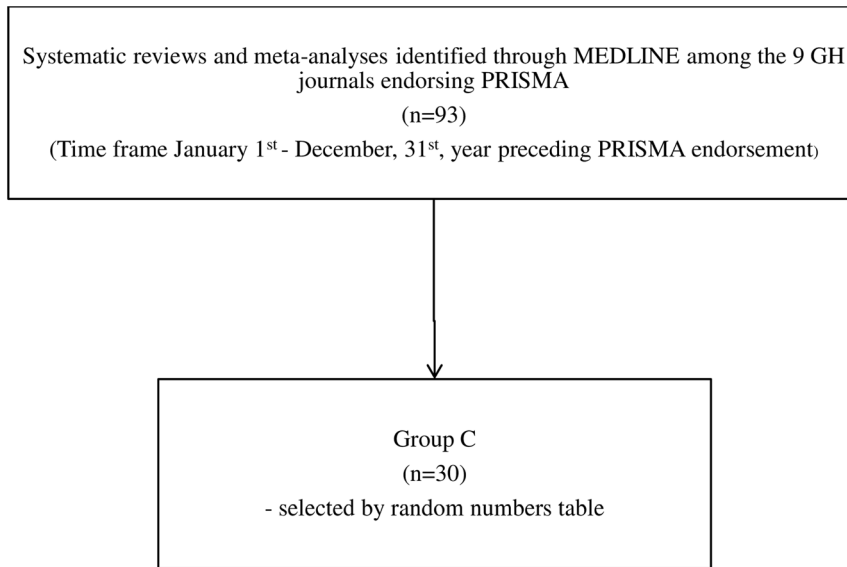 Systematic reviews and meta-analyses identified through MEDLINE among the 9 GH
journals endorsing PRISMA
(n=93)
(Time frame January 1st - December, 31st, year preceding PRISMA endorsement)
Group C
(n=30)
- selected by random numbers table